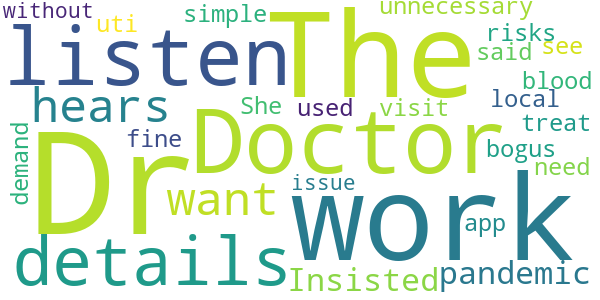 without uti simple unnecessary
listen The risks
said see
hears She used visit blood
local
Dr Doctor treat
demand fine bogus
want issue need
work app
details Insisted pandemic